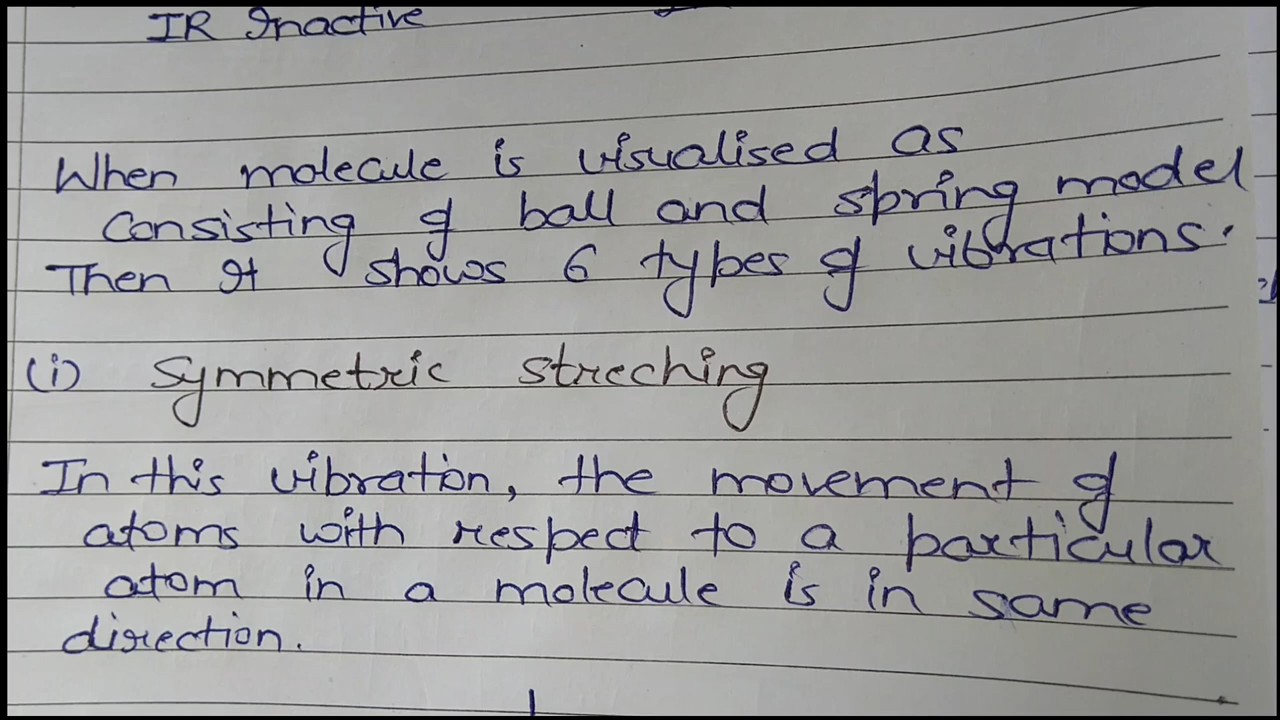 IR Inactive
When molecule is visualised as
Consisting of ball and spring model
Then It shows 6 types of vibrations.
(i) Symmetric streching
In this vibration, the movement of
atoms with respect to a particular
atom in a molecule is in same
direction.